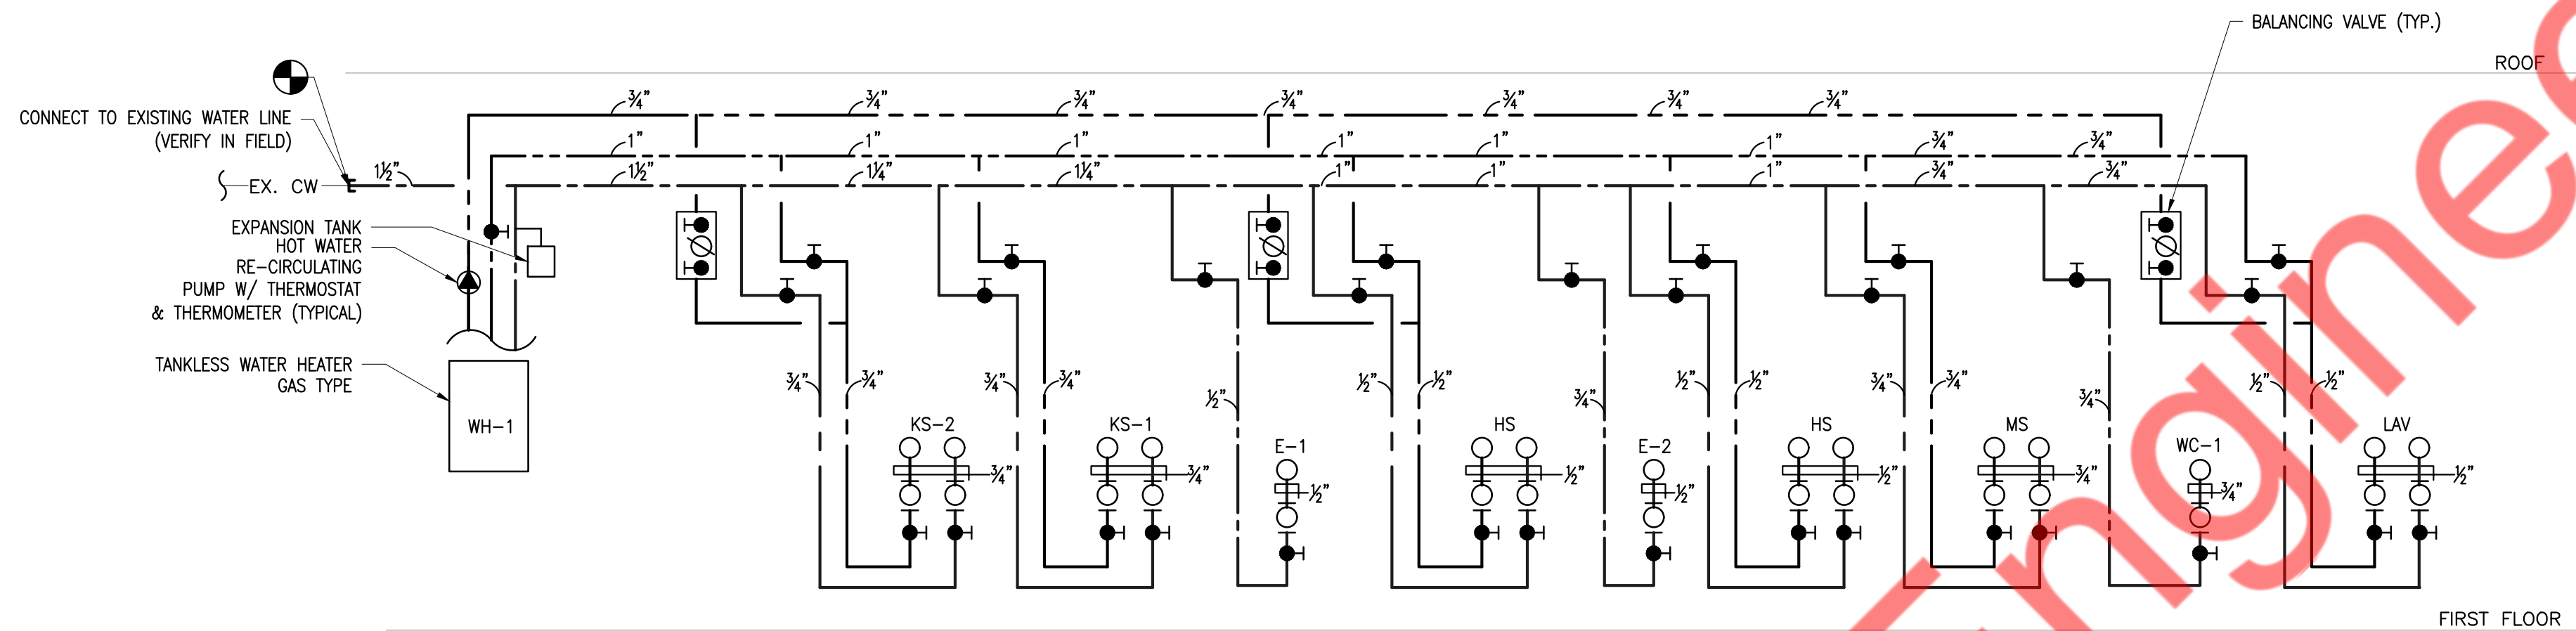 BALANCING VALVE (TYP.)
ROOF
¾" ¾" ¾" ¾" ¾" ¾" ¾"
CONNECT TO EXISTING WATER LINE
(VERIFY IN FIELD)
1" 1" 1" 1" 1" 1" ¾" ¾"
1½" 1½" 1¼" 1¼" 1" 1" 1" ¾" ¾"
EX. CW
EXPANSION TANK
HOT WATER
RE-CIRCULATING
PUMP W/ THERMOSTAT
& THERMOMETER (TYPICAL)
TANKLESS WATER HEATER
GAS TYPE
¾" ¾" ¾" ¾" ½" ½" ½" ¾" ½" ½" ¾" ¾" ¾" ½" ½"
WH-1
KS-2 KS-1 E-1 HS E-2 HS MS WC-1 LAV
¾" ¾" ½" ½" ½" ½" ¾" ¾" ½"
FIRST FLOOR
Enginee